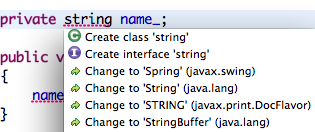 private string name_;
public v
{
name
}
C Create class 'string'
I Create interface 'string'
Change to 'Spring' (javax.swing)
Change to 'String' (java.lang)
Change to 'STRING' (javax.print.DocFlavor)
Change to 'StringBuffer' (java.lang)